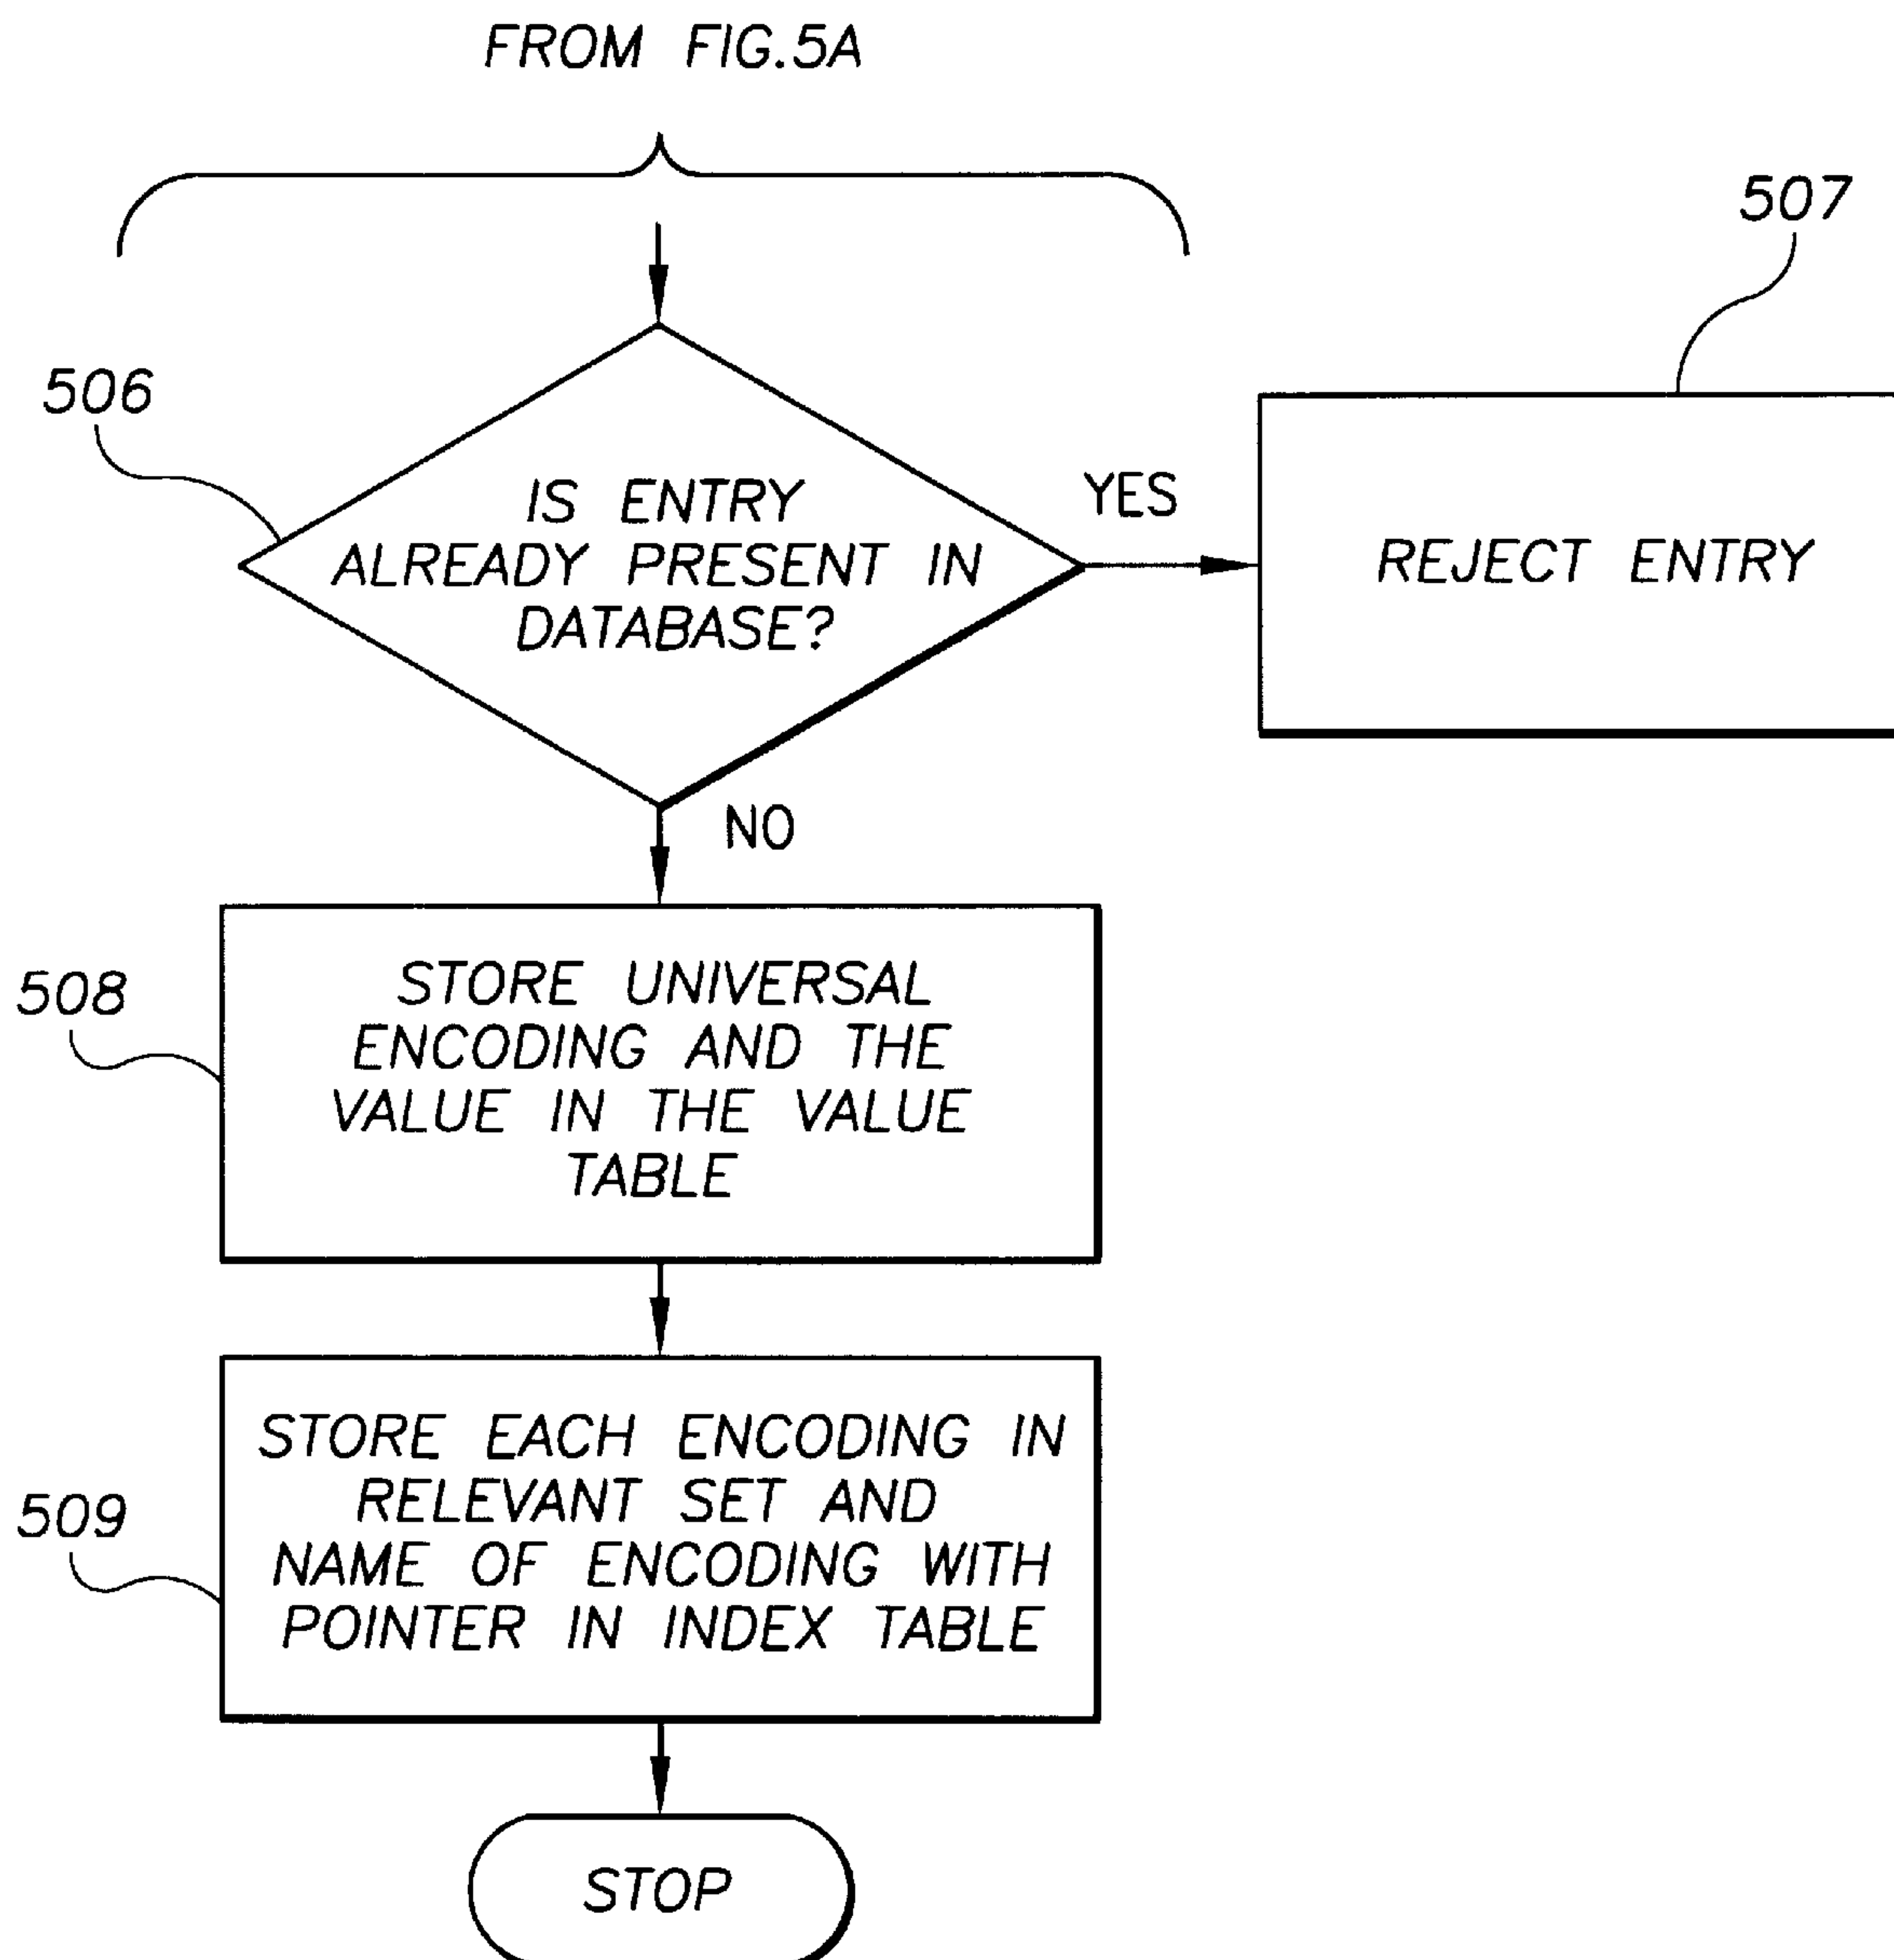 FROM FIG.5A
507
506
IS ENTRY
ALREADY PRESENT IN
DATABASE?
YES
REJECT ENTRY
NO
508
STORE UNIVERSAL
ENCODING AND THE
VALUE IN THE VALUE
TABLE
509
STORE EACH ENCODING IN
RELEVANT SET AND
NAME OF ENCODING WITH
POINTER IN INDEX TABLE
STOP